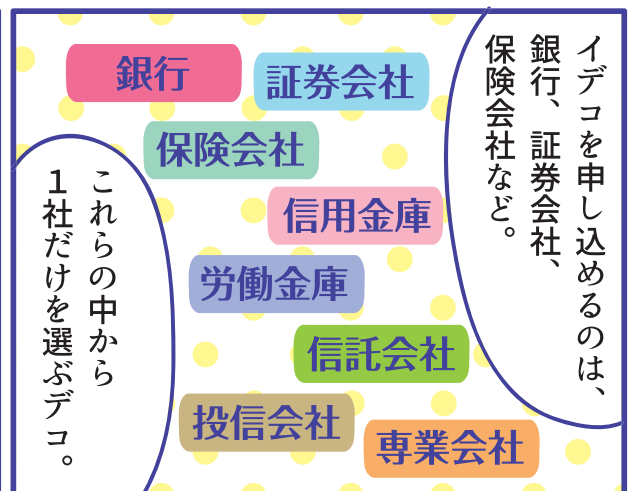 イデコを申し込めるのは、
銀行、証券会社、
保険会社など。
銀行
証券会社
保険会社
信用金庫
労働金庫
信託会社
投信会社
専業会社
これらの中から
1社だけを選ぶデコ。